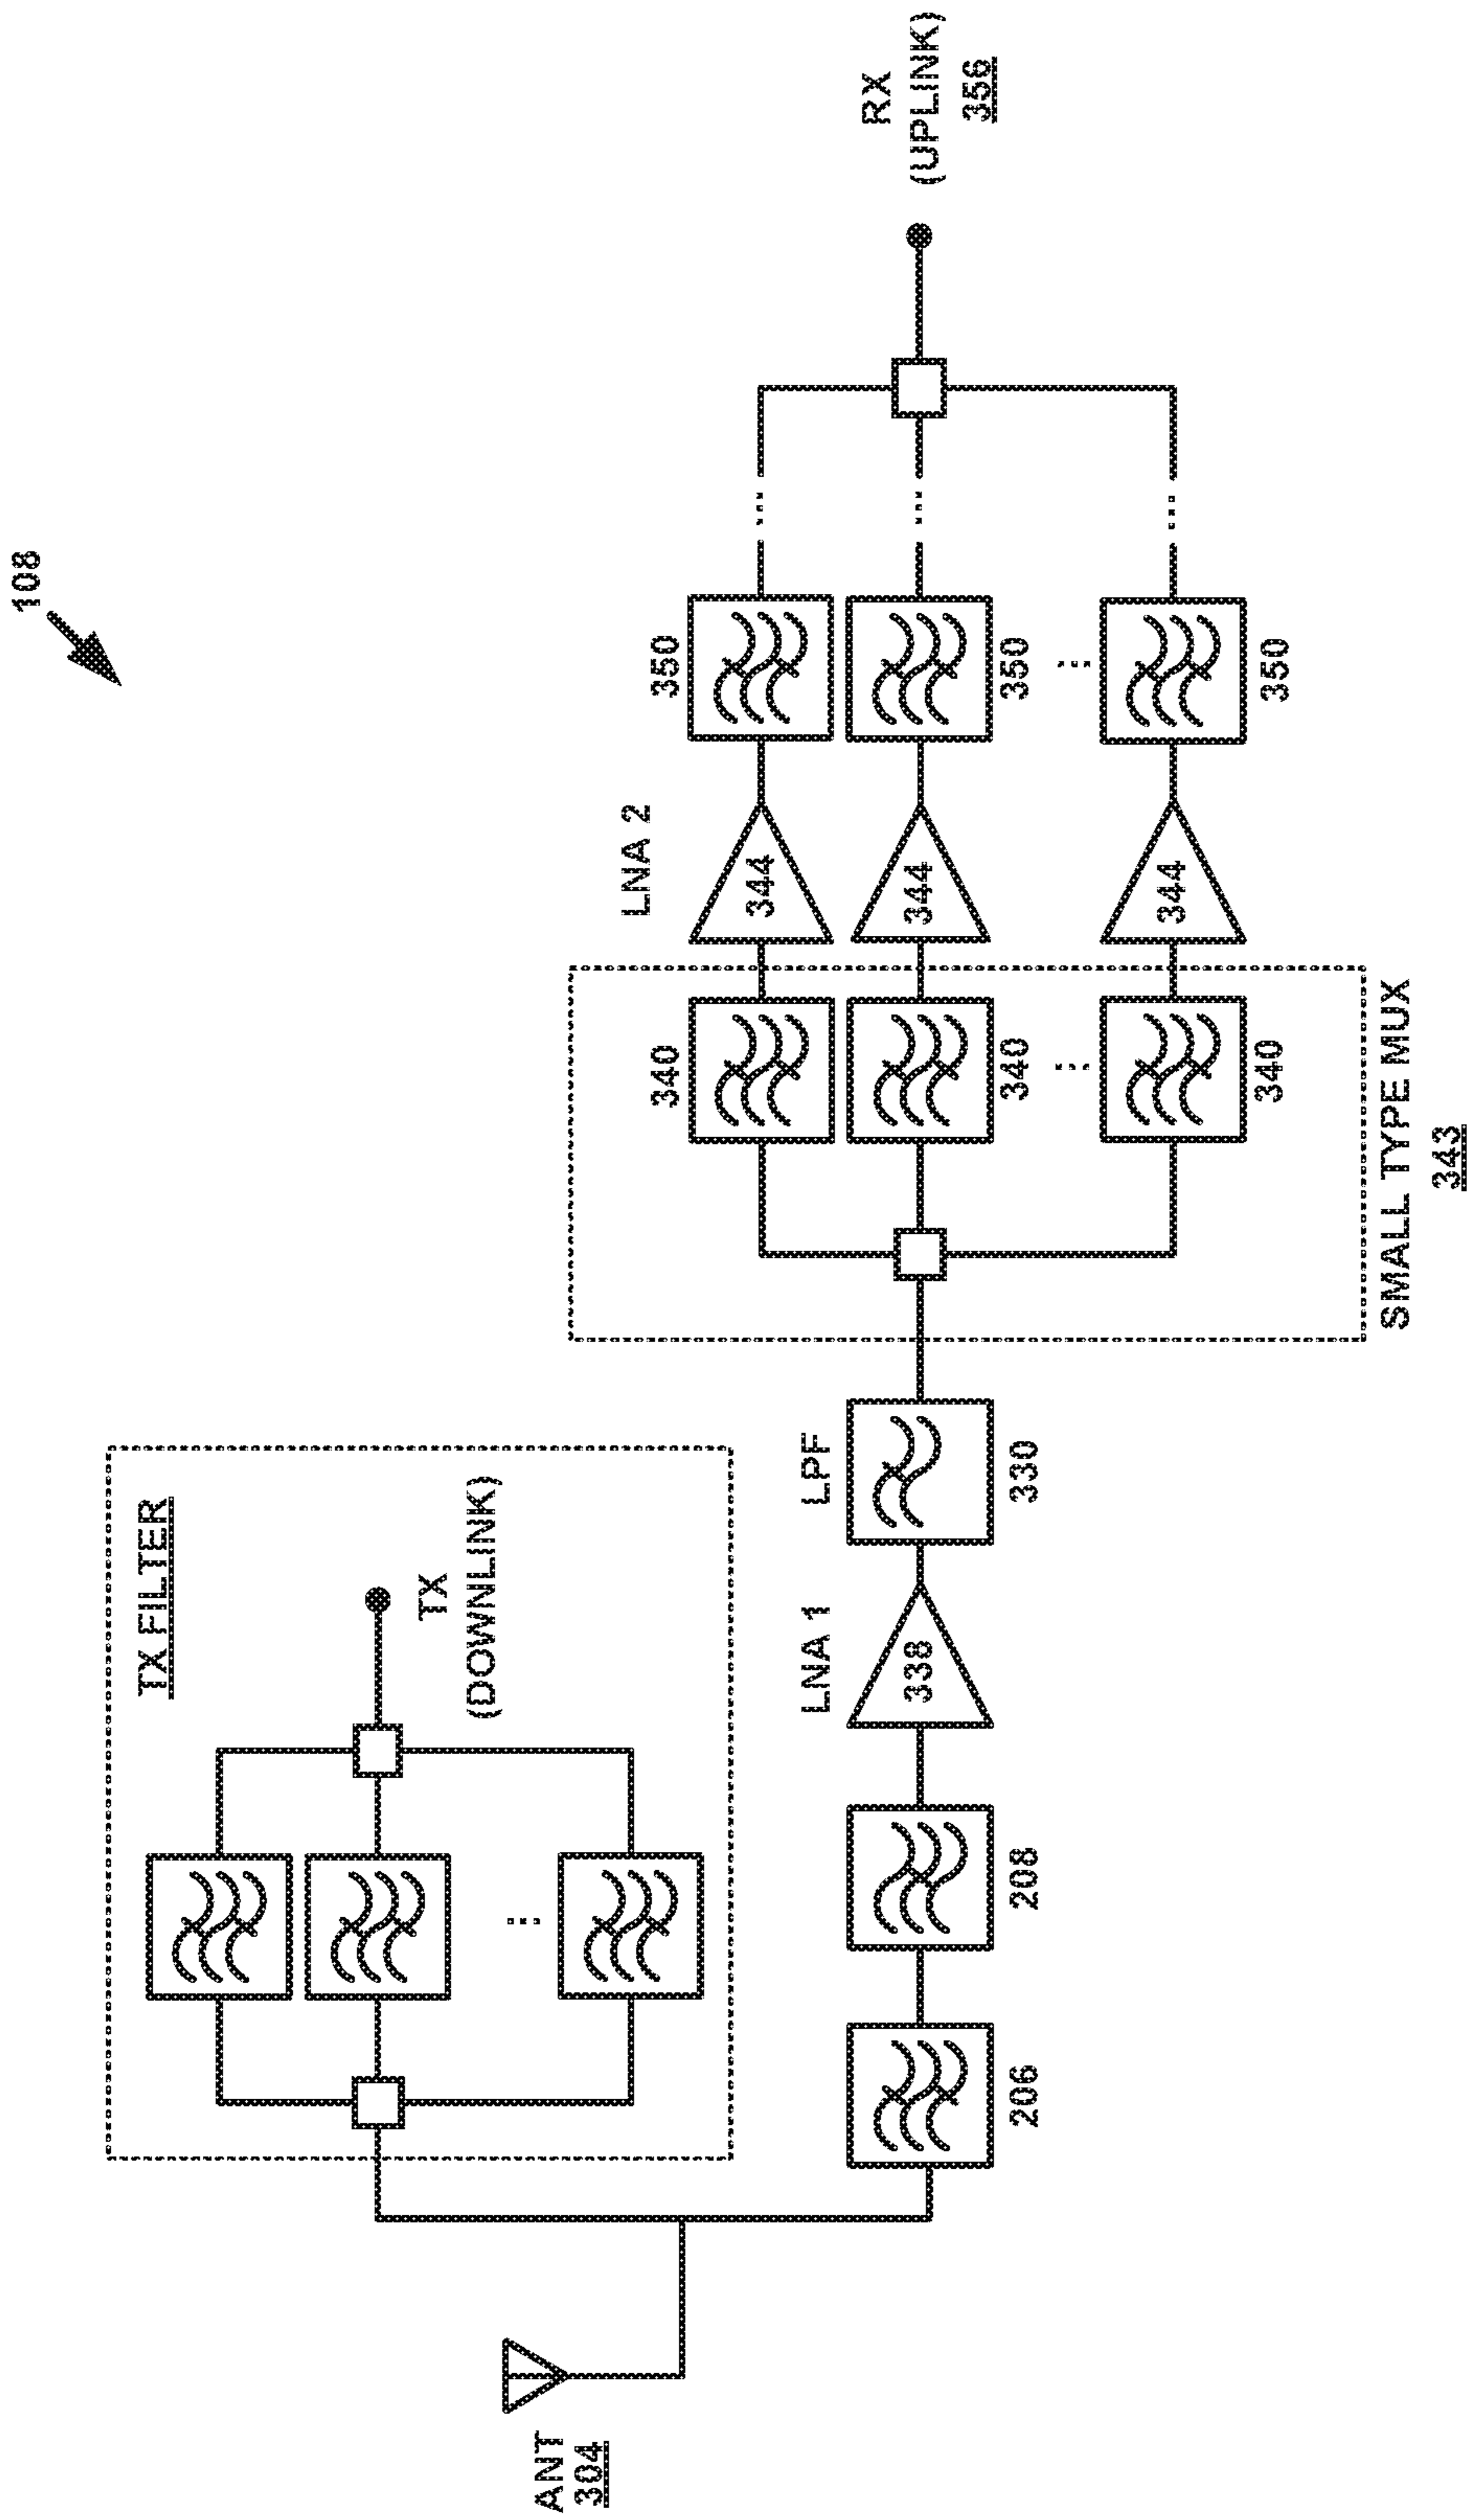 108
TX FILTER
TX
(DOWNLINK)
ANT
304
206
208
LNA 1
338
LPF
330
SMALL TYPE MUX
343
340
340
340
LNA 2
344
344
344
350
350
350
RX
(UPLINK)
356